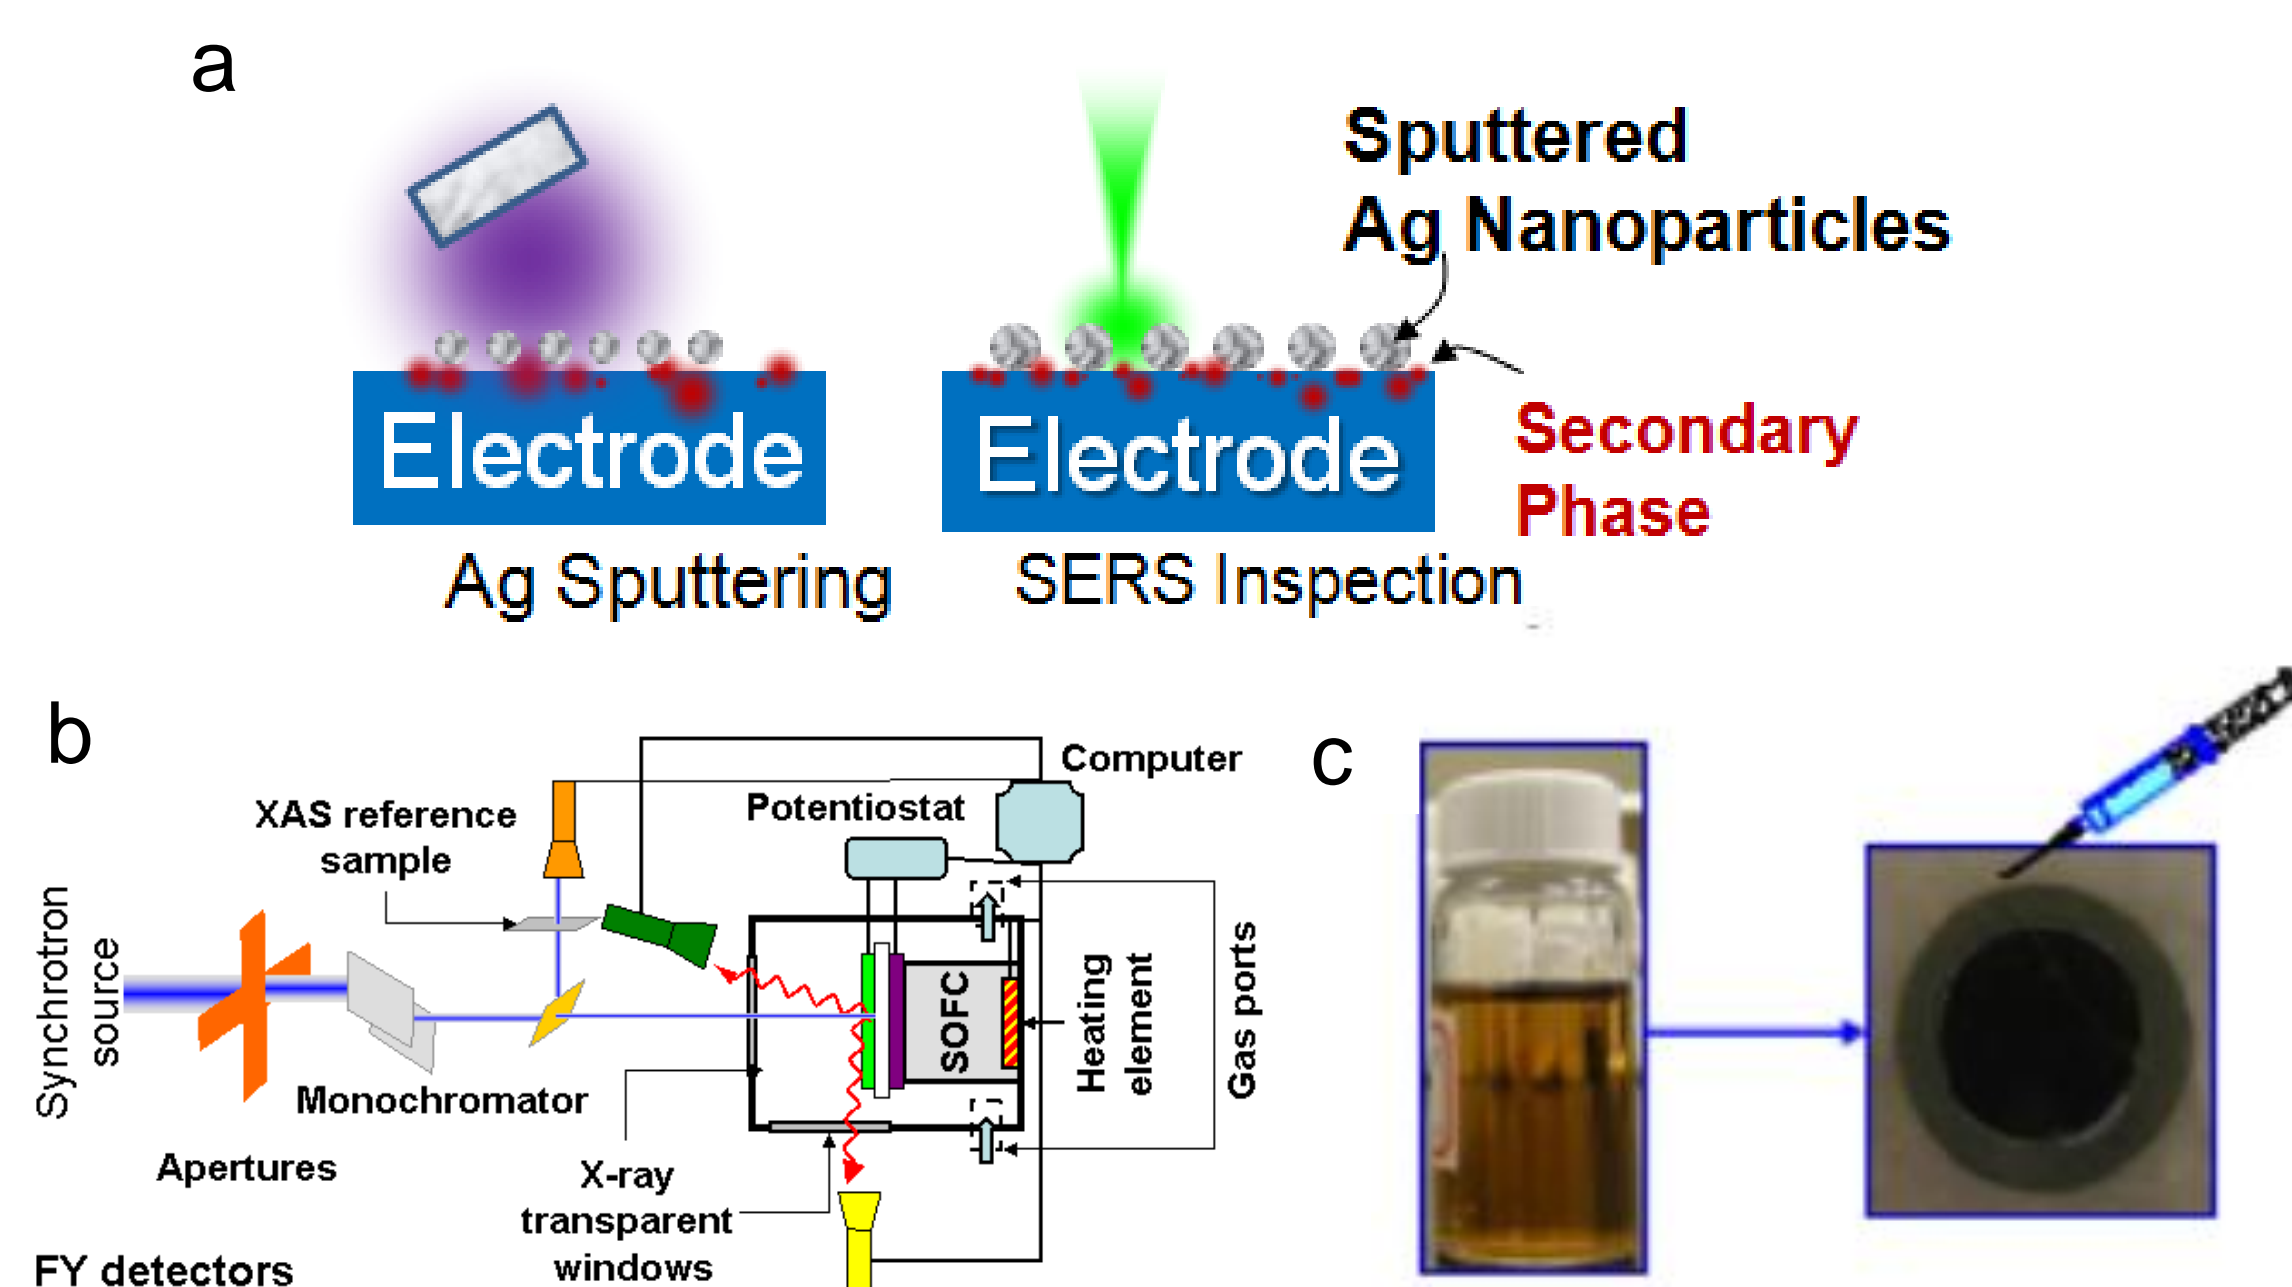 a
Sputtered
Ag Nanoparticles
Electrode
Electrode
Secondary
Phase
Ag Sputtering
SERS Inspection
b
Computer
Potentiostat
XAS reference
sample
Synchrotron
source
SOFC
Heating
element
Gas ports
Monochromator
Apertures
X-ray
transparent
windows
FY detectors
c